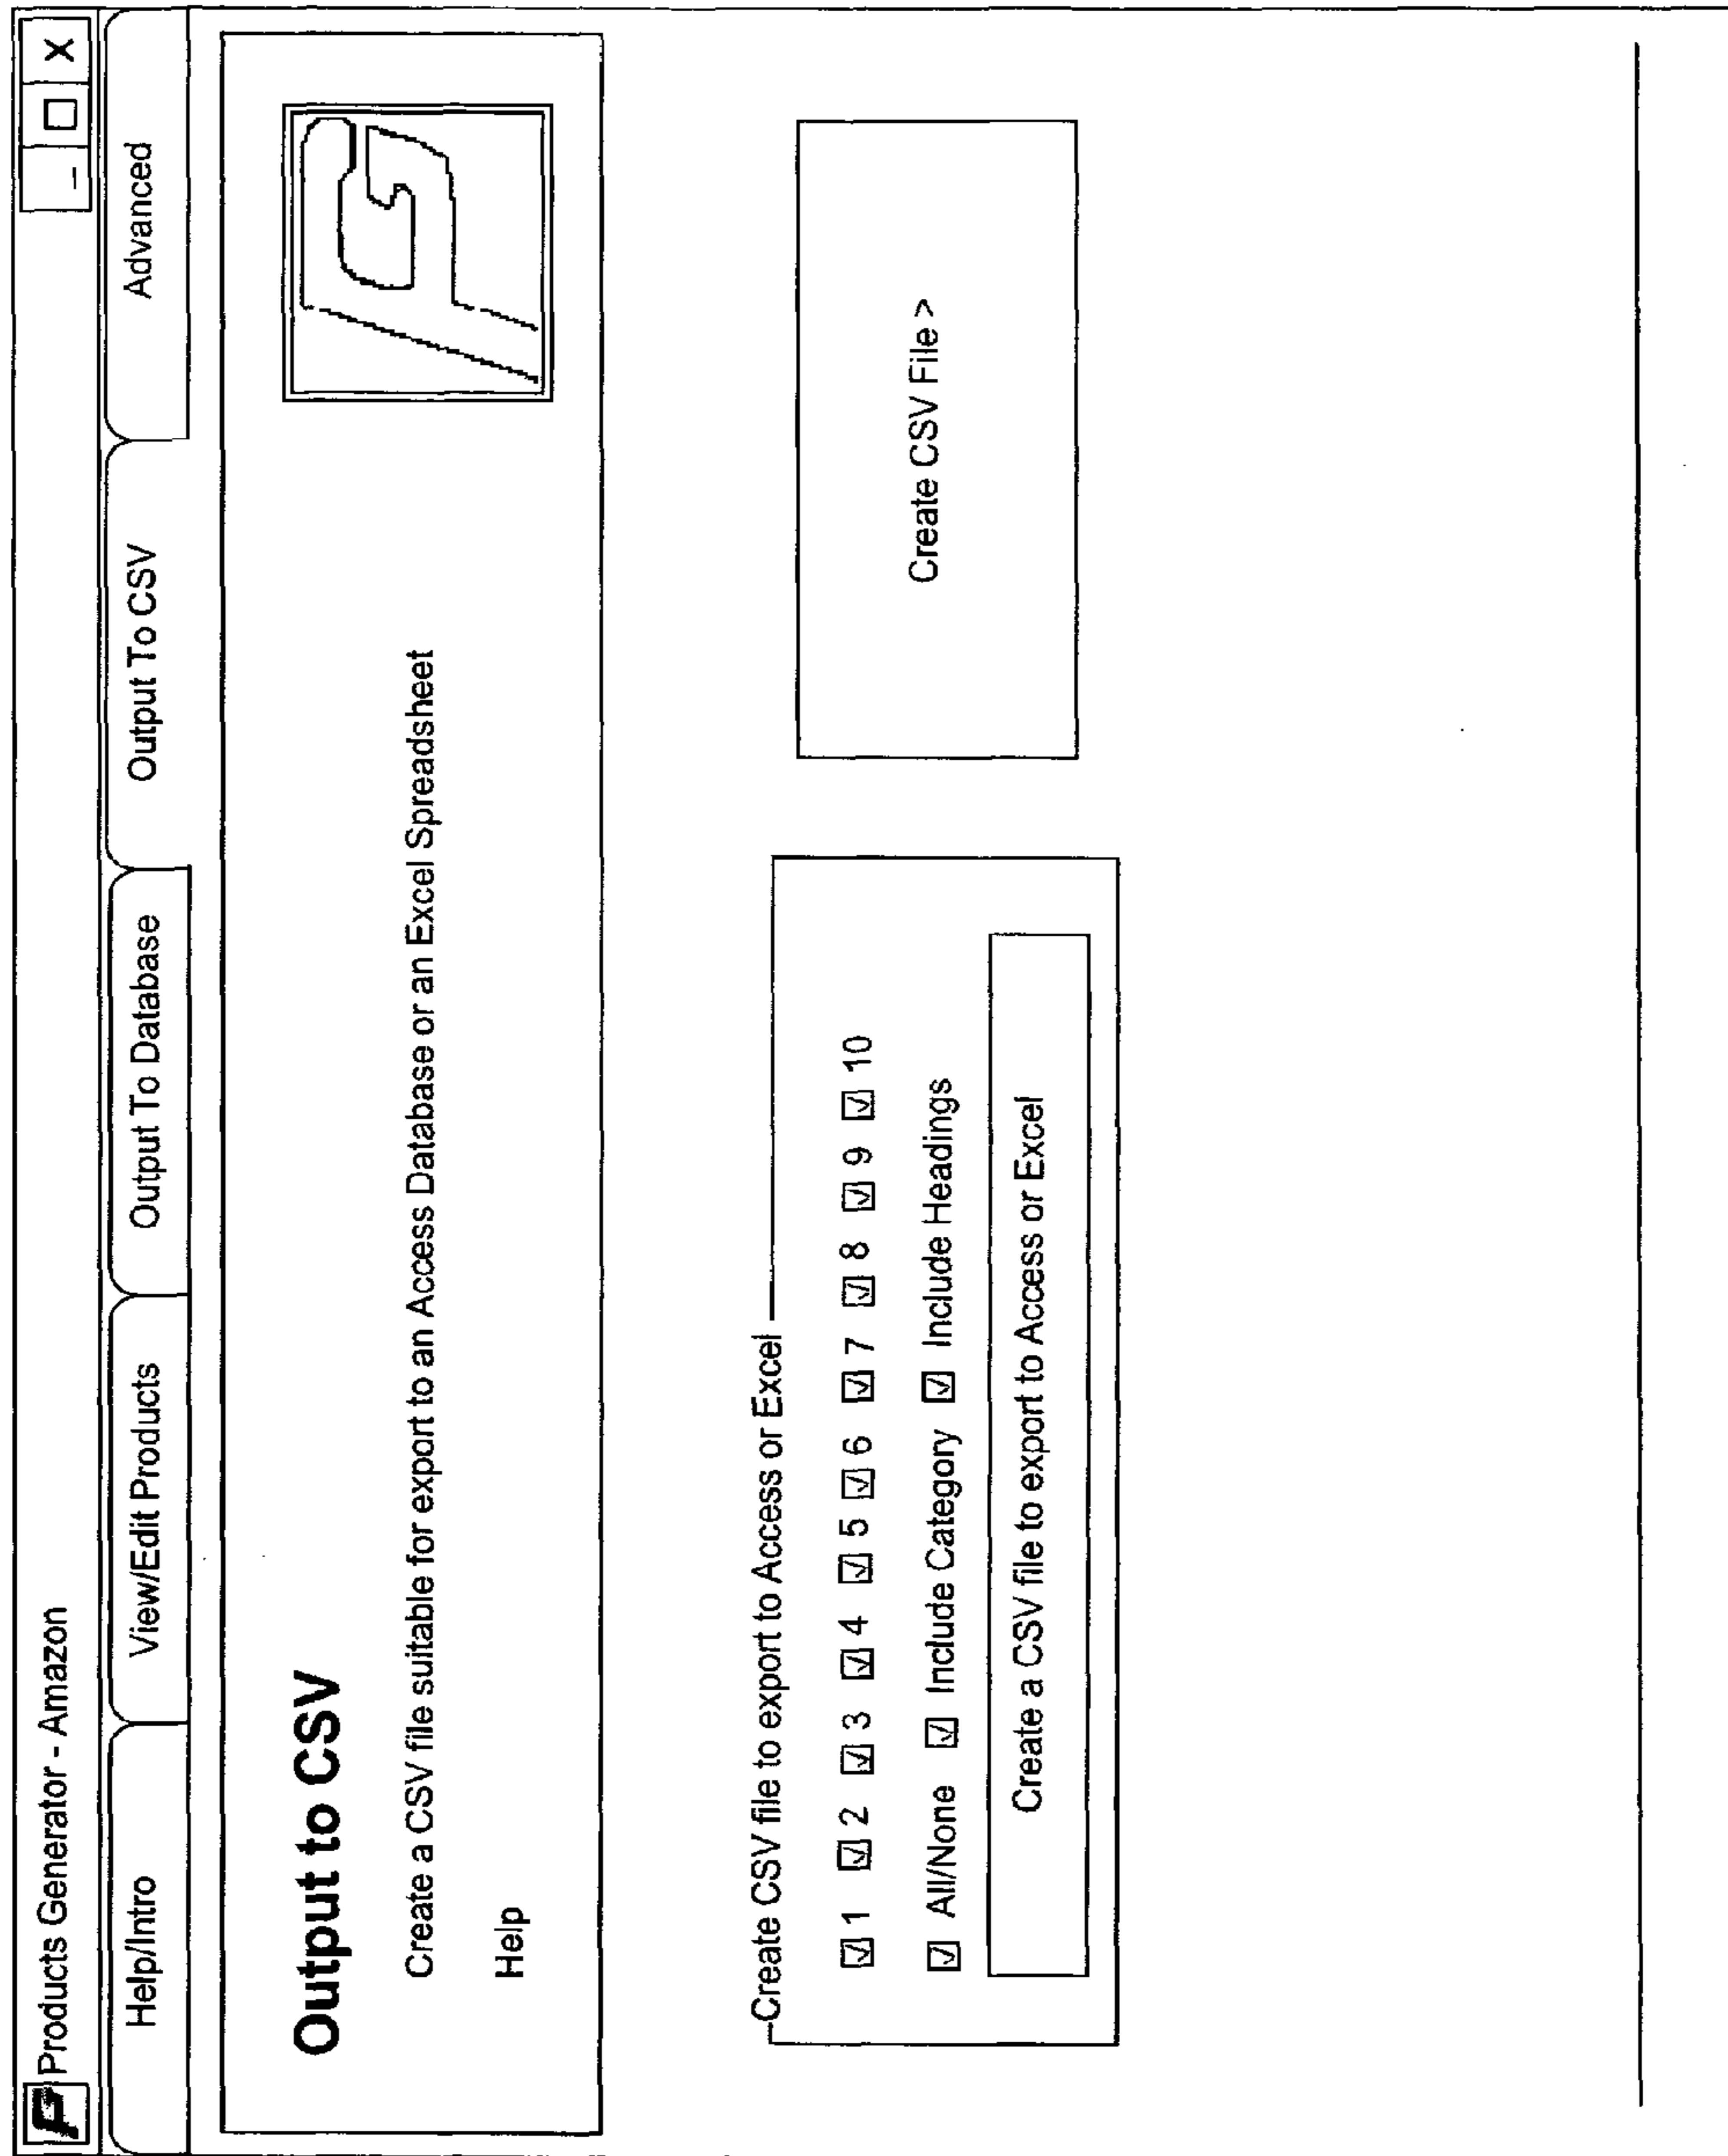 Products Generator - Amazon
_ □ X
Help/Intro
View/Edit Products
Output To Database
Output To CSV
Advanced
Output to CSV
Create a CSV file suitable for export to an Access Database or an Excel Spreadsheet
Help
Create CSV file to export to Access or Excel
☑ 1 ☑ 2 ☑ 3 ☑ 4 ☑ 5 ☑ 6 ☑ 7 ☑ 8 ☑ 9 ☑ 10
☑ All/None ☑ Include Category ☑ Include Headings
Create a CSV file to export to Access or Excel
Create CSV File >